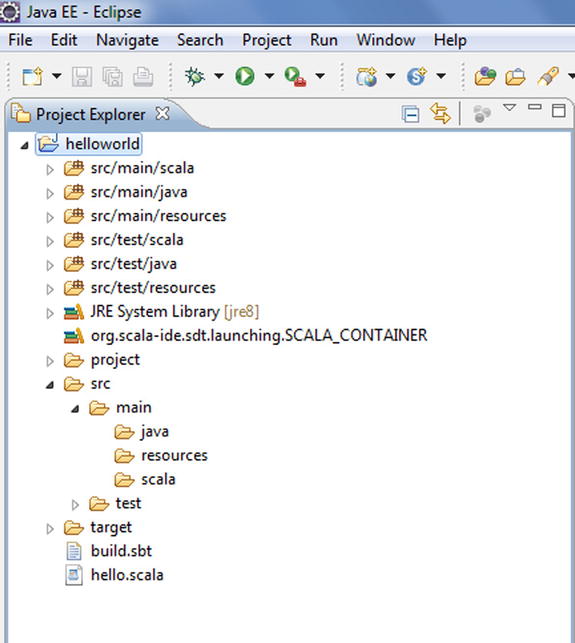 Java EE - Eclipse
File Edit Navigate Search Project Run Window Help
Project Explorer
helloworld
src/main/scala
src/main/java
src/main/resources
src/test/scala
src/test/java
src/test/resources
JRE System Library [jre8]
org.scala-ide.sdt.launching.SCALA_CONTAINER
project
src
main
java
resources
scala
test
target
build.sbt
hello.scala